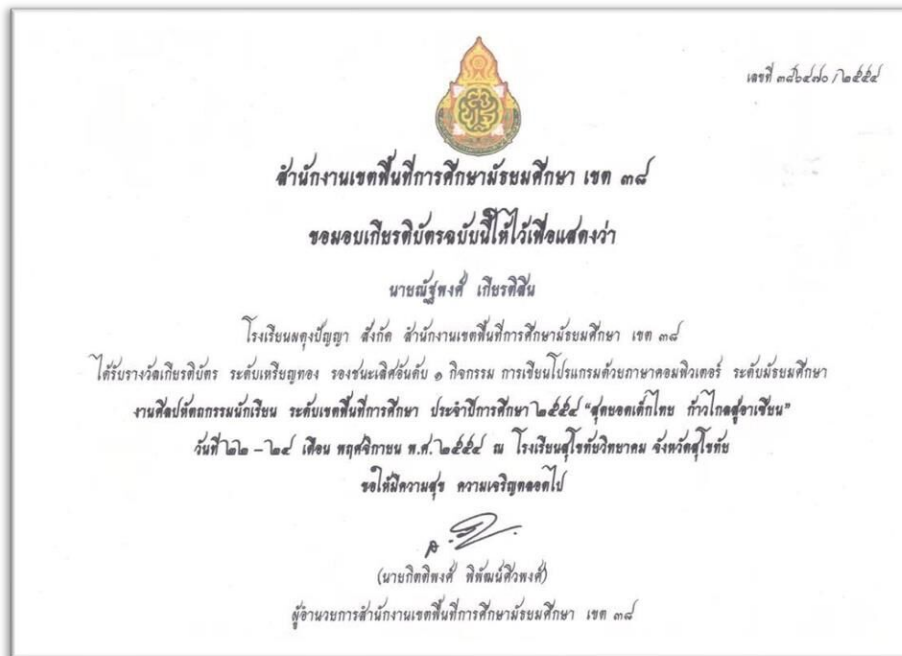 เลขที่ ๓๘๖๔๗๐ / ๒๕๕๔
สำนักงานเขตพื้นที่การศึกษามัธยมศึกษา เขต ๓๘
ขอมอบเกียรติบัตรฉบับนี้ให้ไว้เพื่อแสดงว่า
นายณัฐพงศ์ เกียรติสิน
โรงเรียนผดุงปัญญา สังกัด สำนักงานเขตพื้นที่การศึกษามัธยมศึกษา เขต ๓๘
ได้รับรางวัลเกียรติบัตร ระดับเหรียญทอง รองชนะเลิศอันดับ ๑ กิจกรรม การเขียนโปรแกรมด้วยภาษาคอมพิวเตอร์ ระดับมัธยมศึกษา
งานศิลปหัตถกรรมนักเรียน ระดับเขตพื้นที่การศึกษา ประจำปีการศึกษา ๒๕๕๔ "สุดยอดเด็กไทย ก้าวไกลสู่อาเซียน"
วันที่ ๒๒ – ๒๔ เดือน พฤศจิกายน พ.ศ. ๒๕๕๔ ณ โรงเรียนสุโขทัยวิทยาคม จังหวัดสุโขทัย
ขอให้มีความสุข ความเจริญตลอดไป
(นายกิตติพงศ์ พิพัฒน์ศิวพงศ์)
ผู้อำนวยการสำนักงานเขตพื้นที่การศึกษามัธยมศึกษา เขต ๓๘